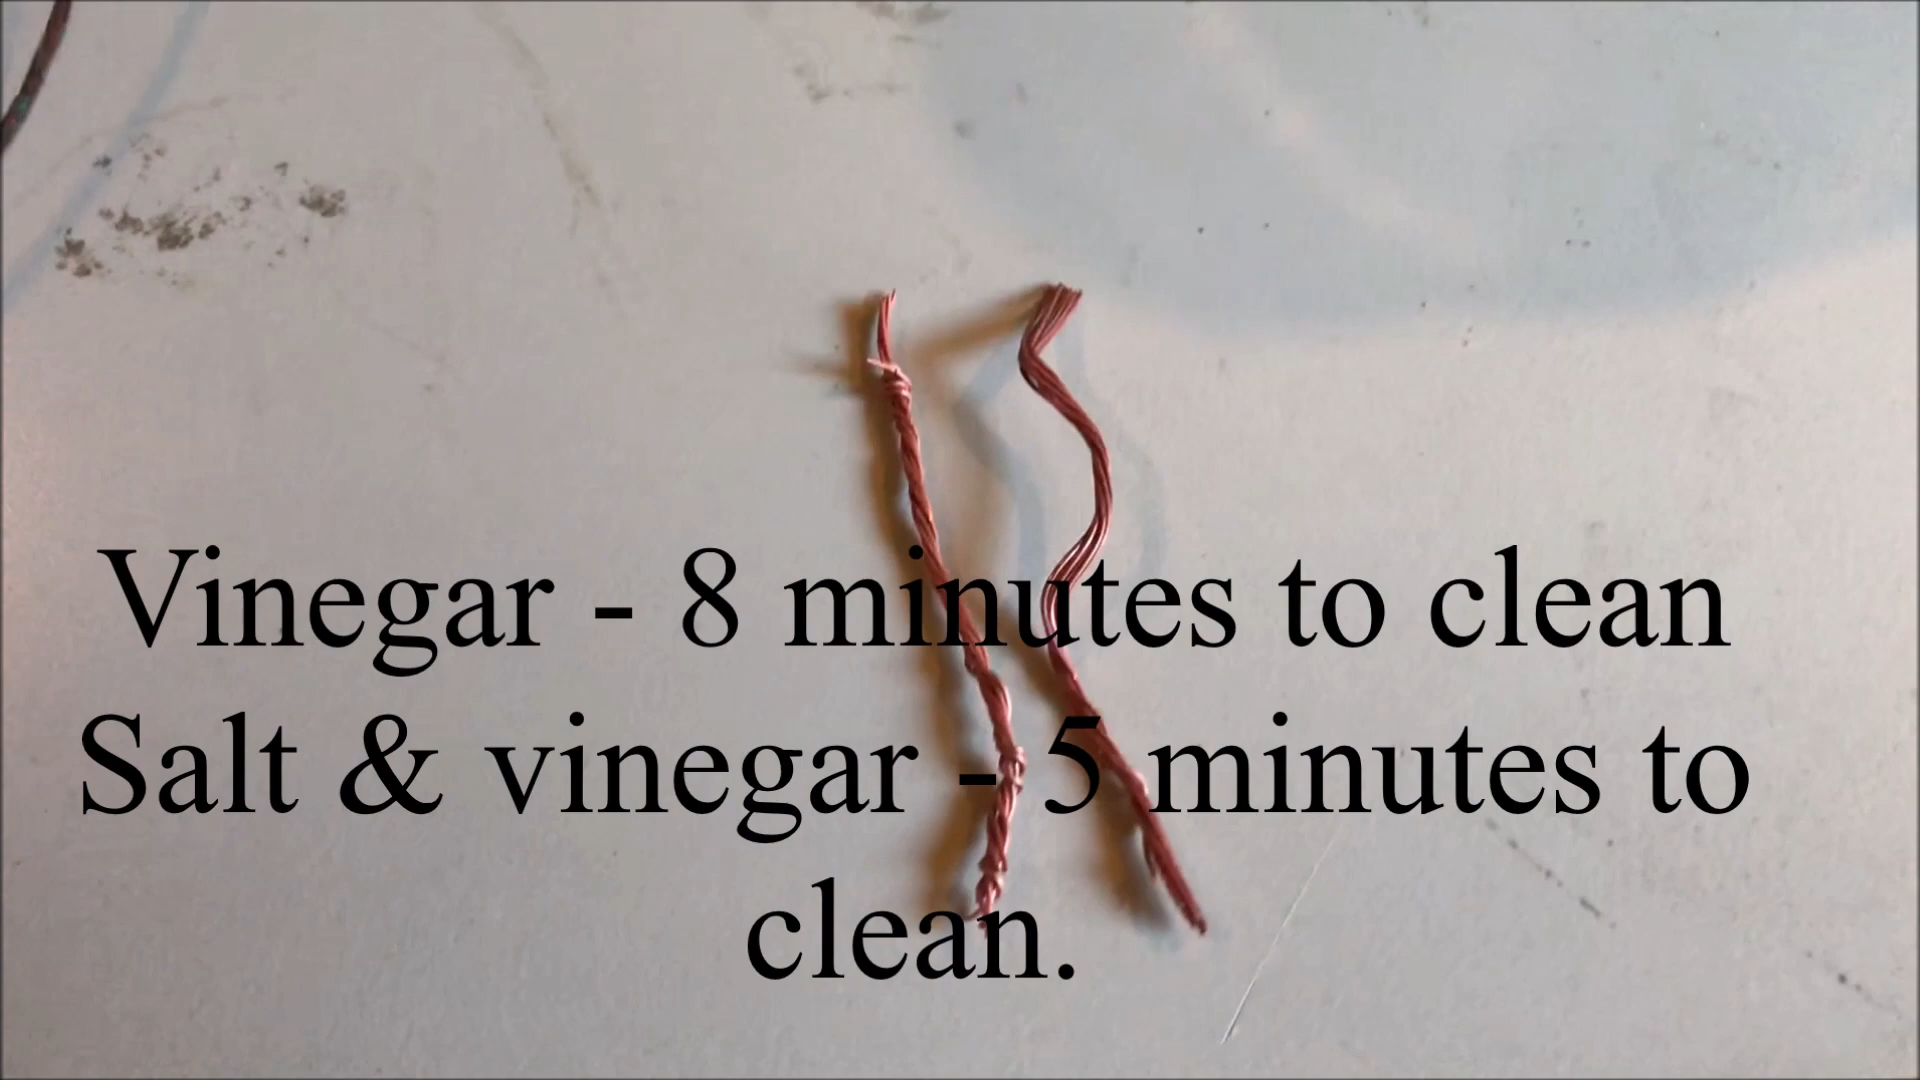 Vinegar - 8 minutes to clean
Salt & vinegar - 5 minutes to
clean.